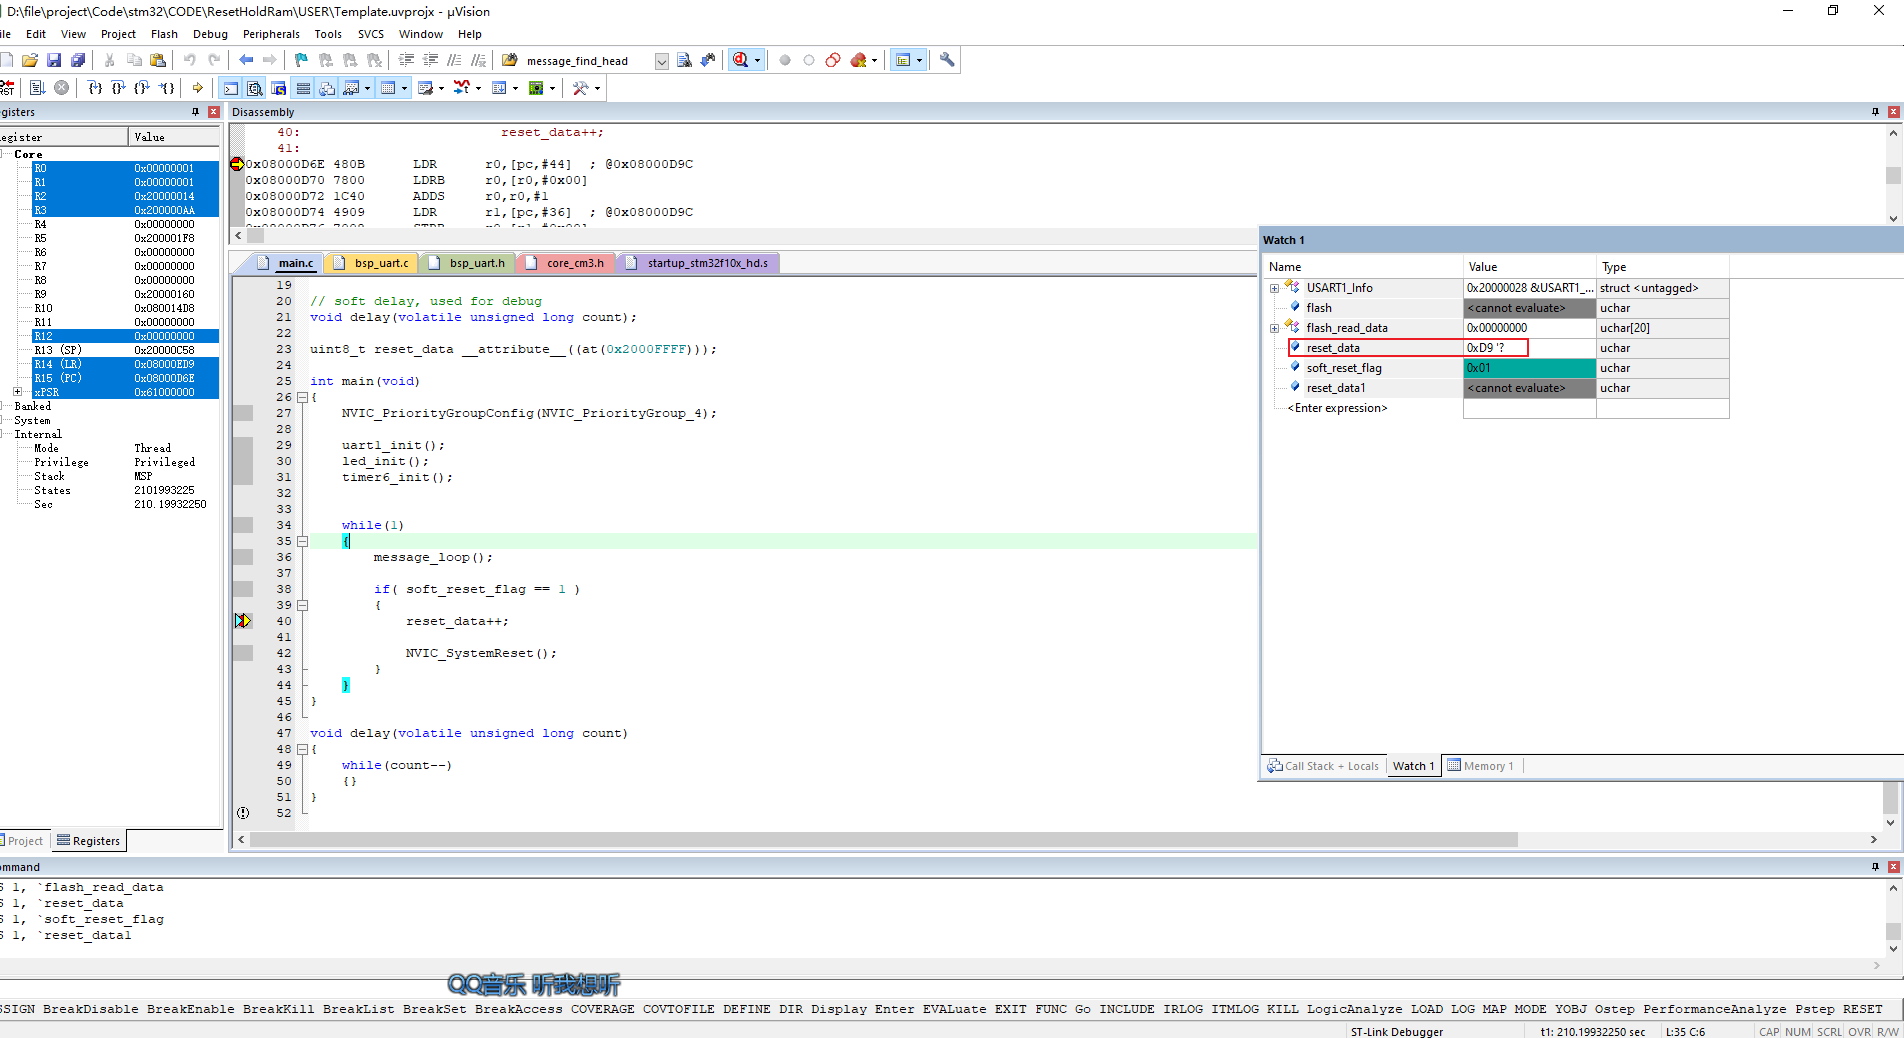 D:\file\project\Code\stm32\CODE\ResetHoldRam\USER\Template.uvprojx - µVision
ile Edit View Project Flash Debug Peripherals Tools SVCS Window Help
message_find_head
RST
gisters
egister Value
Core
R0 0x00000001
R1 0x00000001
R2 0x20000014
R3 0x200000AA
R4 0x00000000
R5 0x200001F8
R6 0x00000000
R7 0x00000000
R8 0x00000000
R9 0x20000160
R10 0x080014D8
R11 0x00000000
R12 0x00000000
R13 (SP) 0x20000C58
R14 (LR) 0x08000ED9
R15 (PC) 0x08000D6E
xPSR 0x61000000
Banked
System
Internal
Mode Thread
Privilege Privileged
Stack MSP
States 2101993225
Sec 210.19932250
Project Registers
Disassembly
40: reset_data++;
41:
0x08000D6E 480B LDR r0,[pc,#44] ; @0x08000D9C
0x08000D70 7800 LDRB r0,[r0,#0x00]
0x08000D72 1C40 ADDS r0,r0,#1
0x08000D74 4909 LDR r1,[pc,#36] ; @0x08000D9C
main.c bsp_uart.c bsp_uart.h core_cm3.h startup_stm32f10x_hd.s
19
20 // soft delay, used for debug
21 void delay(volatile unsigned long count);
22
23 uint8_t reset_data __attribute__((at(0x2000FFFF)));
24
25 int main(void)
26 {
27 NVIC_PriorityGroupConfig(NVIC_PriorityGroup_4);
28
29 uart1_init();
30 led_init();
31 timer6_init();
32
33
34 while(1)
35 {
36 message_loop();
37
38 if( soft_reset_flag == 1 )
39 {
40 reset_data++;
41
42 NVIC_SystemReset();
43 }
44 }
45 }
46
47 void delay(volatile unsigned long count)
48 {
49 while(count--)
50 {}
51 }
52
Watch 1
Name Value Type
USART1_Info 0x20000028 &USART1_... struct <untagged>
flash <cannot evaluate> uchar
flash_read_data 0x00000000 uchar[20]
reset_data 0xD9 '? uchar
soft_reset_flag 0x01 uchar
reset_data1 <cannot evaluate> uchar
<Enter expression>
Call Stack + Locals Watch 1 Memory 1
ommand
S 1, `flash_read_data
S 1, `reset_data
S 1, `soft_reset_flag
S 1, `reset_data1
QQ音乐 听我想听
SSIGN BreakDisable BreakEnable BreakKill BreakList BreakSet BreakAccess COVERAGE COVTOFILE DEFINE DIR Display Enter EVALuate EXIT FUNC Go INCLUDE IRLOG ITMLOG KILL LogicAnalyze LOAD LOG MAP MODE YOBJ Ostep PerformanceAnalyze Pstep RESET
ST-Link Debugger t1: 210.19932250 sec L:35 C:6 CAP NUM SCRL OVR R/W